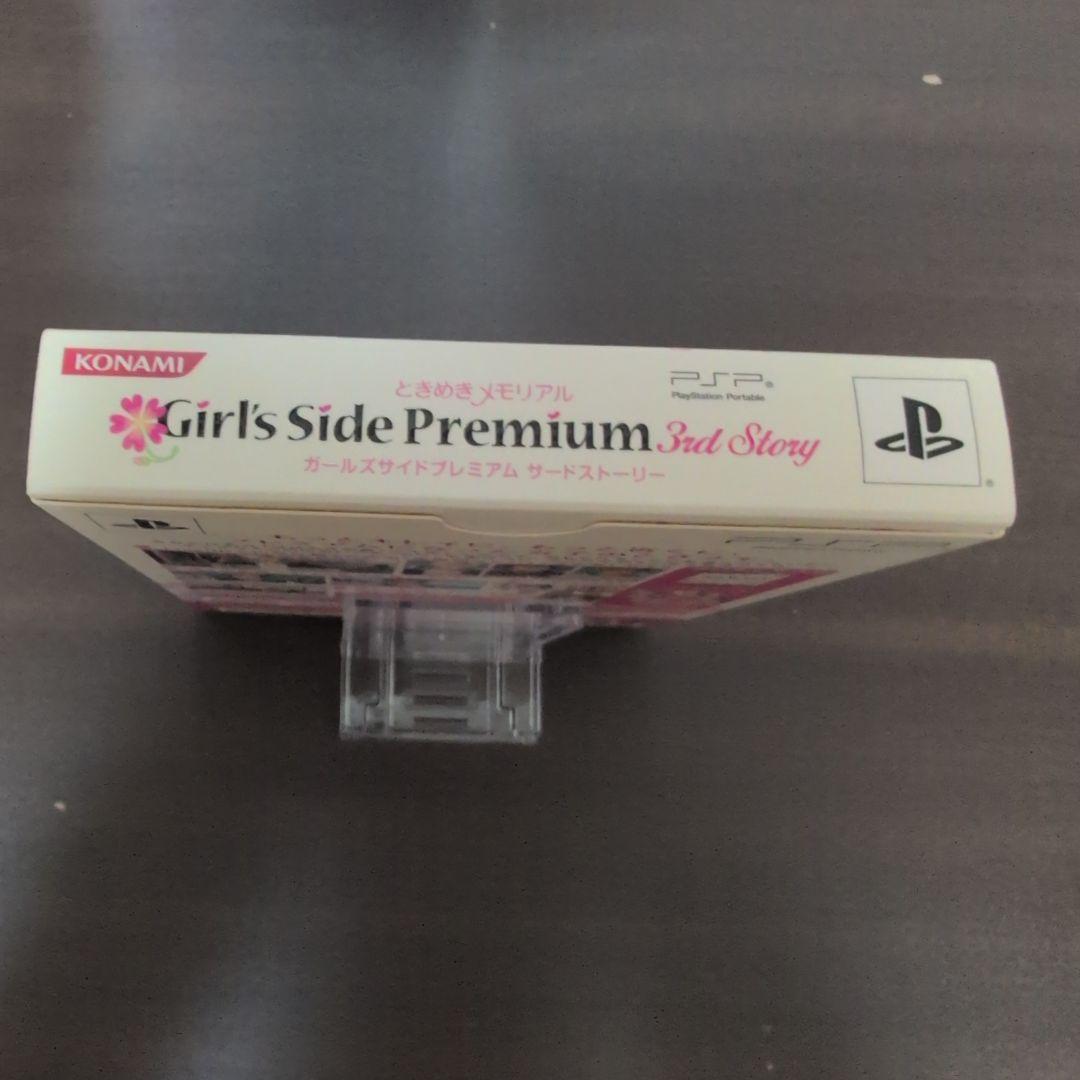 KONAMI
ときめきメモリアル
Girl's Side Premium 3rd Story
ガールズサイドプレミアム サードストーリー
PSP®
PlayStation Portable
®